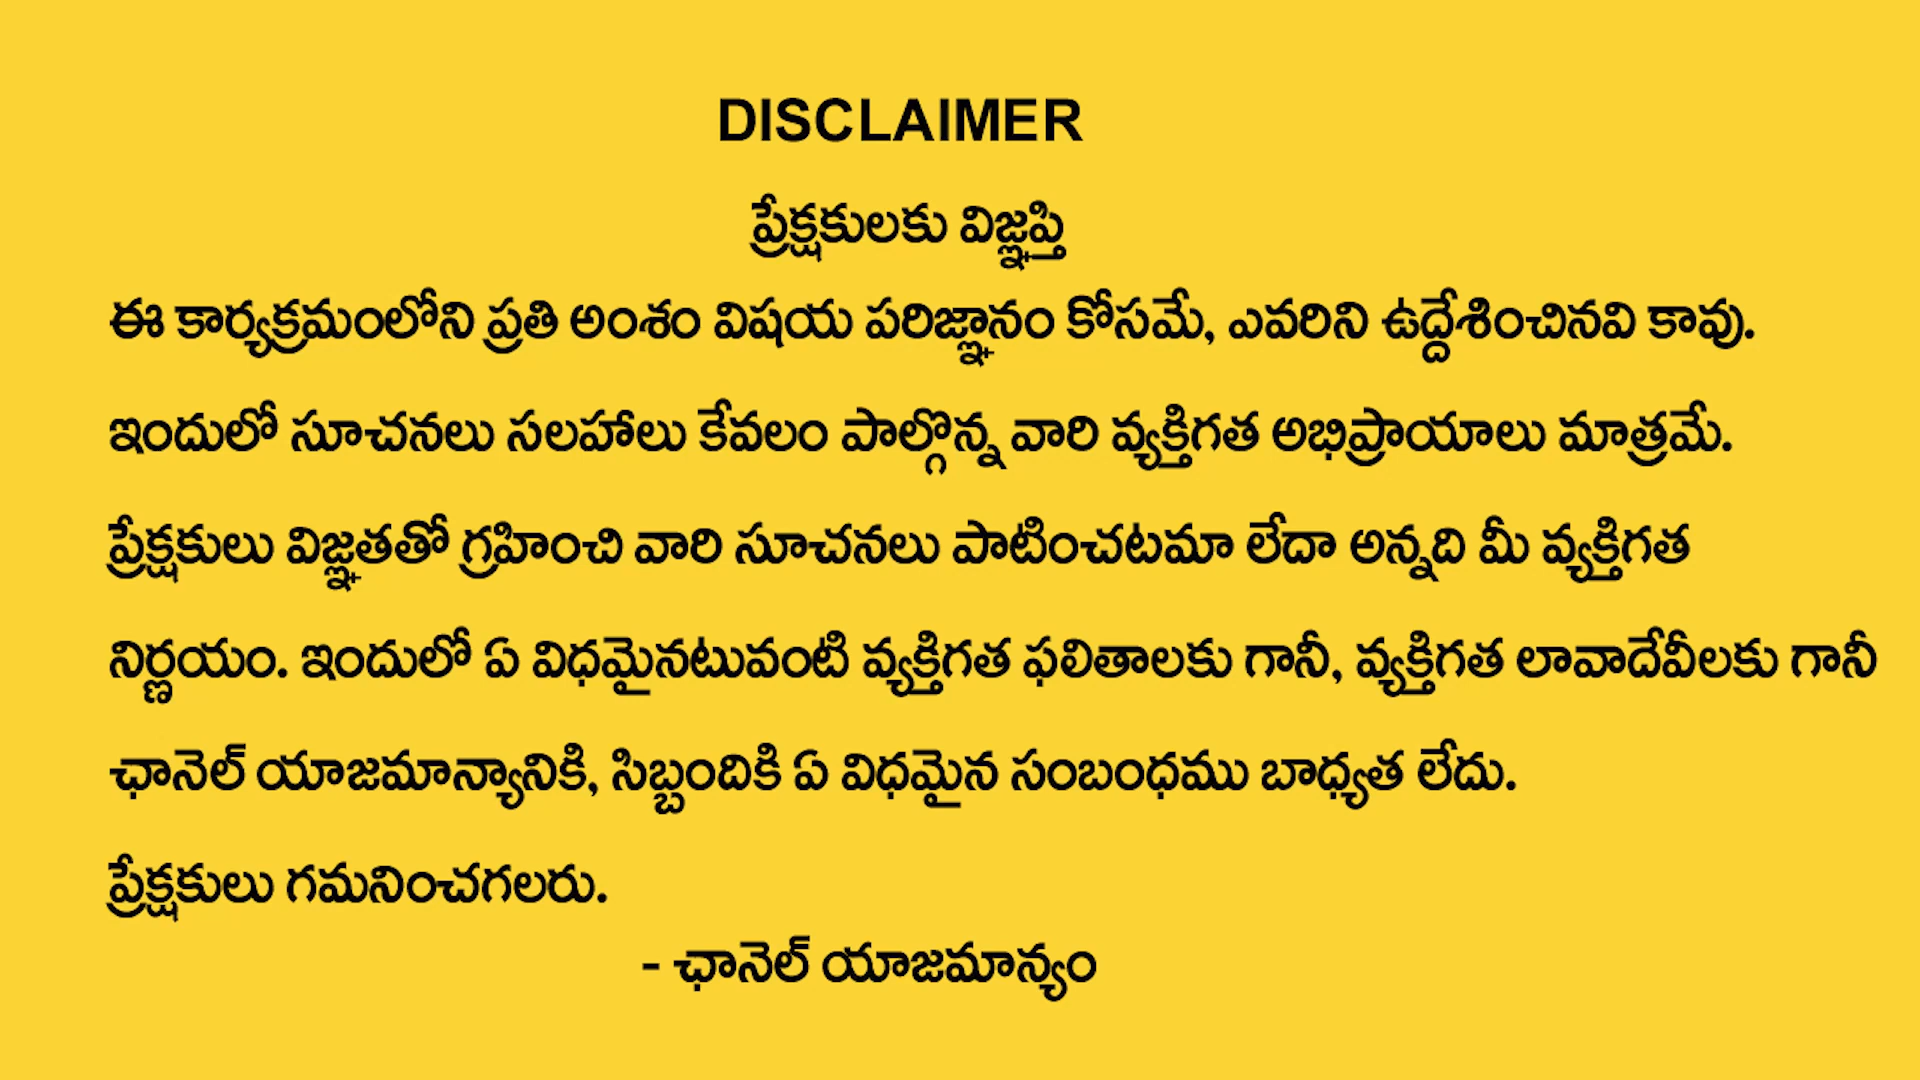 DISCLAIMER
ప్రేక్షకులకు విజ్ఞప్తి
ఈ కార్యక్రమంలోని ప్రతి అంశం విషయ పరిజ్ఞానం కోసమే, ఎవరిని ఉద్దేశించినవి కావు.
ఇందులో సూచనలు సలహాలు కేవలం పాల్గొన్న వారి వ్యక్తిగత అభిప్రాయాలు మాత్రమే.
ప్రేక్షకులు విజ్ఞతతో గ్రహించి వారి సూచనలు పాటించటమా లేదా అన్నది మీ వ్యక్తిగత
నిర్ణయం. ఇందులో ఏ విధమైనటువంటి వ్యక్తిగత ఫలితాలకు గానీ, వ్యక్తిగత లావాదేవీలకు గానీ
ఛానెల్ యాజమాన్యానికి, సిబ్బందికి ఏ విధమైన సంబంధము బాధ్యత లేదు.
ప్రేక్షకులు గమనించగలరు.
- ఛానెల్ యాజమాన్యం